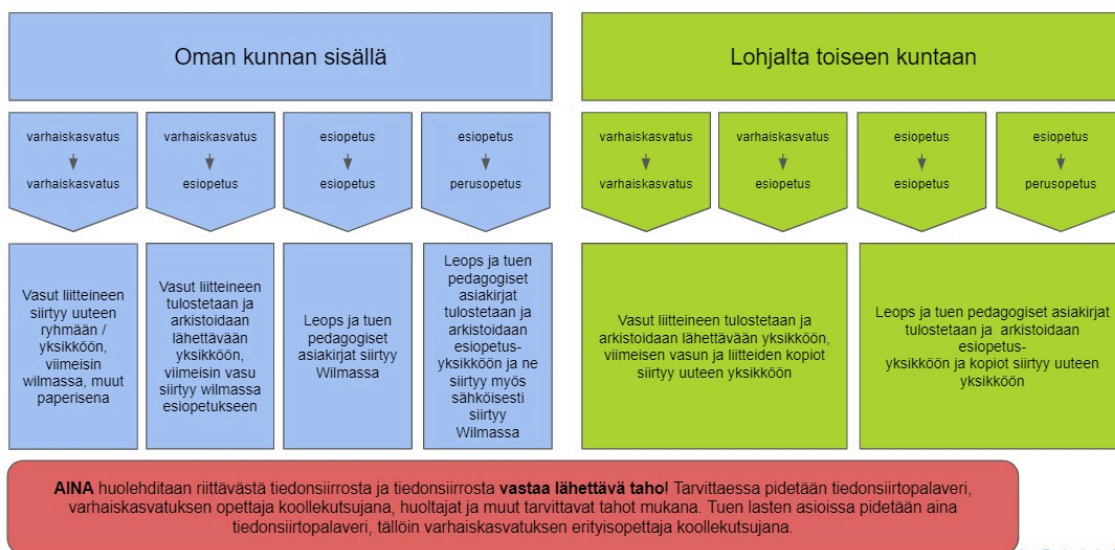 Oman kunnan sisällä
Lohjalta toiseen kuntaan
varhaiskasvatus
varhaiskasvatus
varhaiskasvatus
esiopetus
esiopetus
esiopetus
esiopetus
perusopetus
varhaiskasvatus
varhaiskasvatus
varhaiskasvatus
esiopetus
esiopetus
esiopetus
esiopetus
perusopetus
Vasut liitteineen
siirtyy uuteen
ryhmään /
yksikköön,
viimeisin
wilmassa, muut
paperisena
Vasut liitteineen
tulostetaan ja
arkistoidaan
lähettävään
yksikköön,
viimeisin vasu
siirtyy wilmassa
esiopetukseen
Leops ja tuen
pedagogiset
asiakirjat siirtyy
Wilmassa
Leops ja tuen
pedagogiset
asiakirjat
tulostetaan ja
arkistoidaan
esiopetus-
yksikköön ja ne
siirtyy myös
sähköisesti
siirtyy
Wilmassa
Vasut liitteineen tulostetaan ja
arkistoidaan lähettävään yksikköön,
viimeisen vasun ja liitteiden kopiot
siirtyy uuteen yksikköön
Leops ja tuen pedagogiset asiakirjat
tulostetaan ja arkistoidaan
esiopetus-
yksikköön ja kopiot siirtyy uuteen
yksikköön
AINA huolehditaan riittävästä tiedonsiirrosta ja tiedonsiirrosta vastaa lähettävä taho! Tarvittaessa pidetään tiedonsiirtopalaveri,
varhaiskasvatuksen opettaja koollekutsujana, huoltajat ja muut tarvittavat tahot mukana. Tuen lasten asioissa pidetään aina
tiedonsiirtopalaveri, tällöin varhaiskasvatuksen erityisopettaja koollekutsujana.